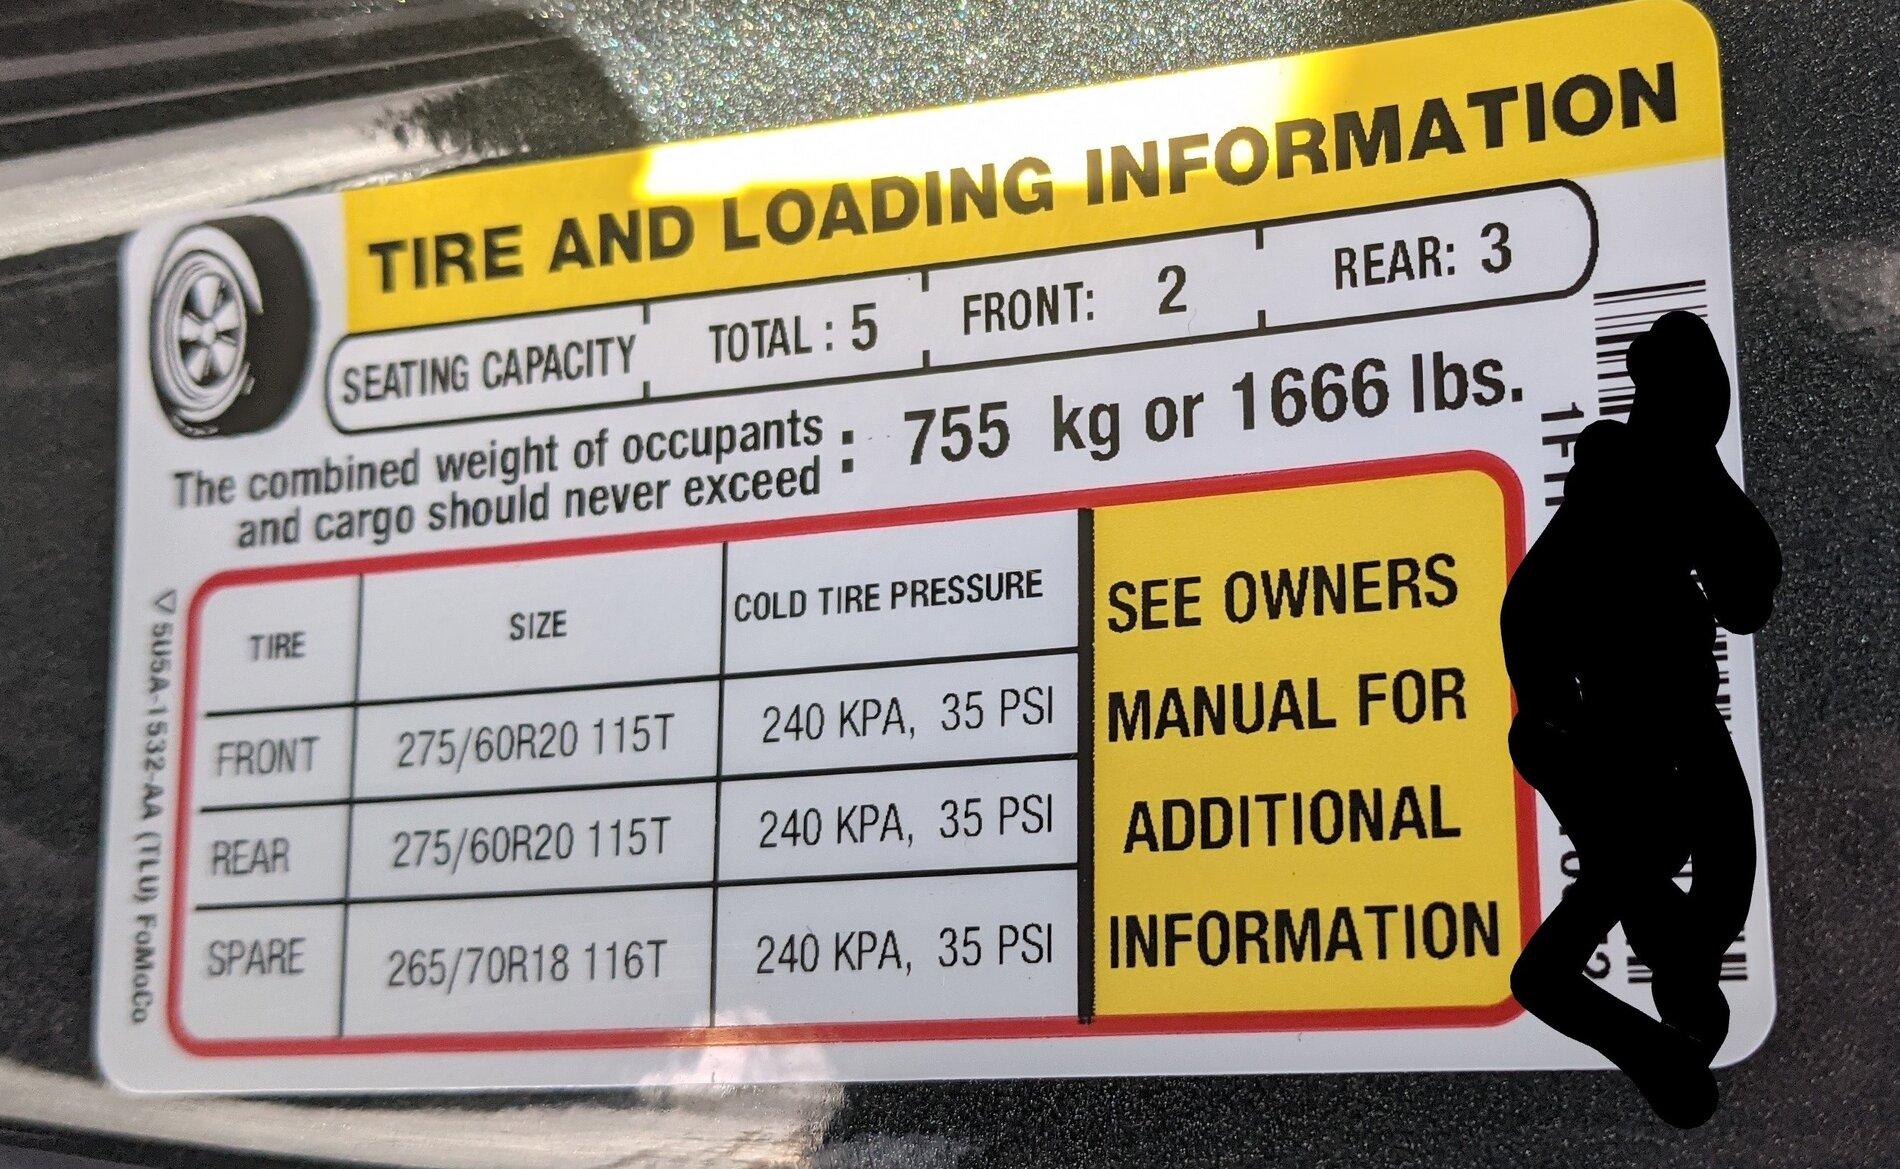 TIRE AND LOADING INFORMATION
SEATING CAPACITY TOTAL : 5 FRONT: 2 REAR: 3
The combined weight of occupants
and cargo should never exceed : 755 kg or 1666 lbs.
TIRE SIZE COLD TIRE PRESSURE
FRONT 275/60R20 115T 240 KPA, 35 PSI
REAR 275/60R20 115T 240 KPA, 35 PSI
SPARE 265/70R18 116T 240 KPA, 35 PSI
SEE OWNERS
MANUAL FOR
ADDITIONAL
INFORMATION
▽5U5A-1532-AA (TLU) FoMoCo